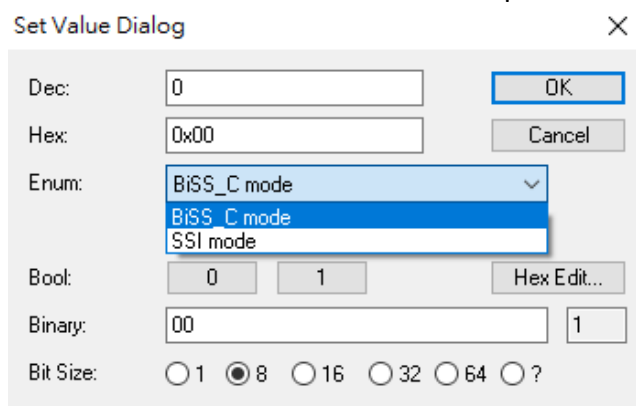 Set Value Dialog
Dec: 0 OK
Hex: 0x00 Cancel
Enum: BiSS_C mode
BiSS_C mode
SSI mode
Bool: 0 1 Hex Edit...
Binary: 00 1
Bit Size: 1 8 16 32 64 ?